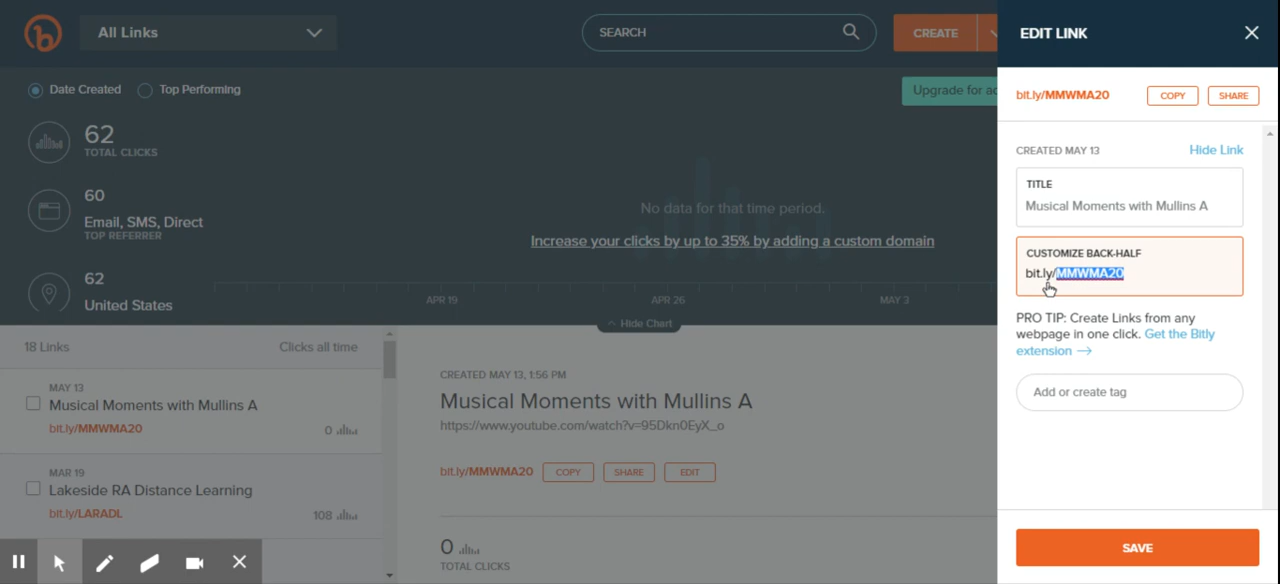 All Links
SEARCH
CREATE
EDIT LINK
Date Created
Top Performing
Upgrade for
bit.ly/MMWMA20
COPY
SHARE
62
TOTAL CLICKS
CREATED MAY 13
Hide Link
TITLE
Musical Moments with Mullins A
60
Email, SMS, Direct
TOP REFERRER
No data for that time period.
Increase your clicks by up to 35% by adding a custom domain
CUSTOMIZE BACK-HALF
bit.ly/MMWMA20
62
United States
APR 19
APR 26
MAY 3
Hide Chart
PRO TIP: Create Links from any
webpage in one click. Get the Bitly
extension →
18 Links
Clicks all time
Add or create tag
MAY 13
Musical Moments with Mullins A
bit.ly/MMWMA20
0
CREATED MAY 13, 1:56 PM
Musical Moments with Mullins A
https://www.youtube.com/watch?v=95Dkn0EyX_o
bit.ly/MMWMA20
COPY
SHARE
EDIT
MAR 19
Lakeside RA Distance Learning
bit.ly/LARADL
108
0
TOTAL CLICKS
SAVE